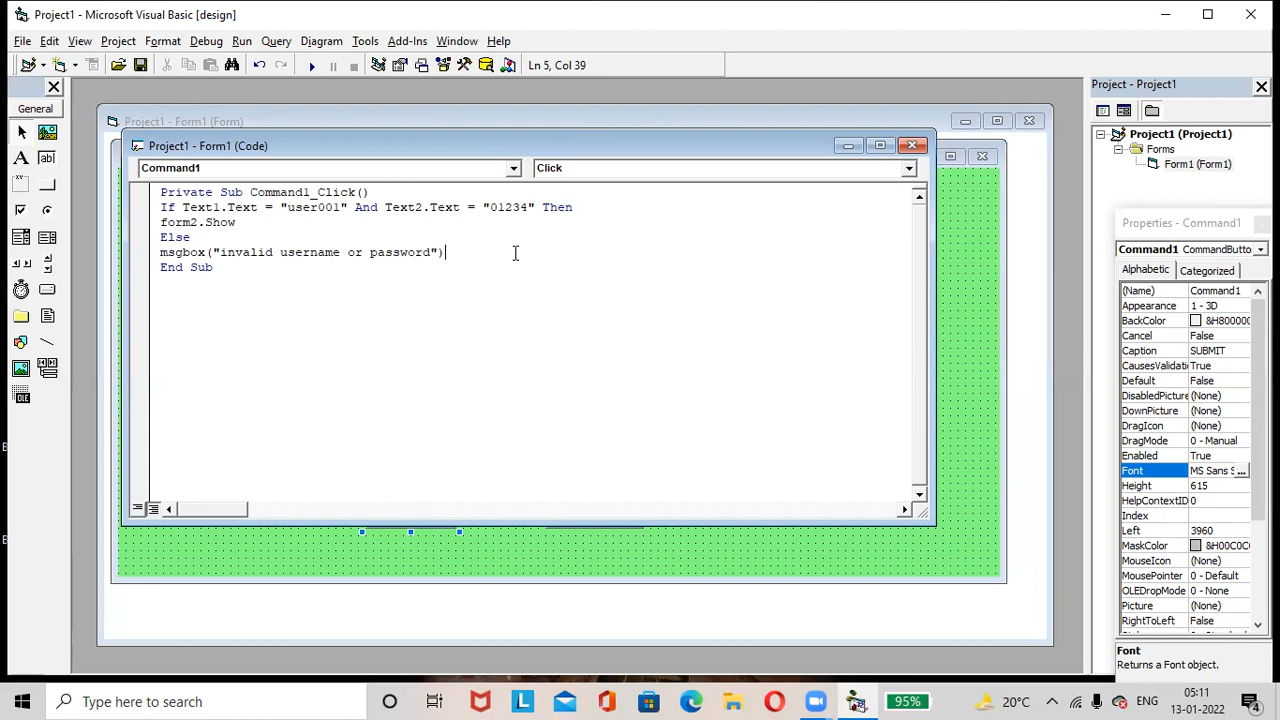 Project1 - Microsoft Visual Basic [design]
File Edit View Project Format Debug Run Query Diagram Tools Add-Ins Window Help
Ln 5, Col 39
General
Project1 - Form1 (Form)
Project1 - Form1 (Code)
Command1
Click
Private Sub Command1_Click()
If Text1.Text = "user001" And Text2.Text = "01234" Then
form2.Show
Else
msgbox("invalid username or password")
End Sub
Project - Project1
Project1 (Project1)
Forms
Form1 (Form1)
Properties - Command1
Command1 CommandButto
Alphabetic Categorized
(Name) Command1
Appearance 1 - 3D
BackColor &H800000
Cancel False
Caption SUBMIT
CausesValidati True
Default False
DisabledPicture (None)
DownPicture (None)
DragIcon (None)
DragMode 0 - Manual
Enabled True
Font MS Sans S ...
Height 615
HelpContextID 0
Index
Left 3960
MaskColor &H00C0C
MouseIcon (None)
MousePointer 0 - Default
OLEDropMode 0 - None
Picture (None)
RightToLeft False
Font
Returns a Font object.
Type here to search
95%
20°C
ENG
05:11
13-01-2022
4